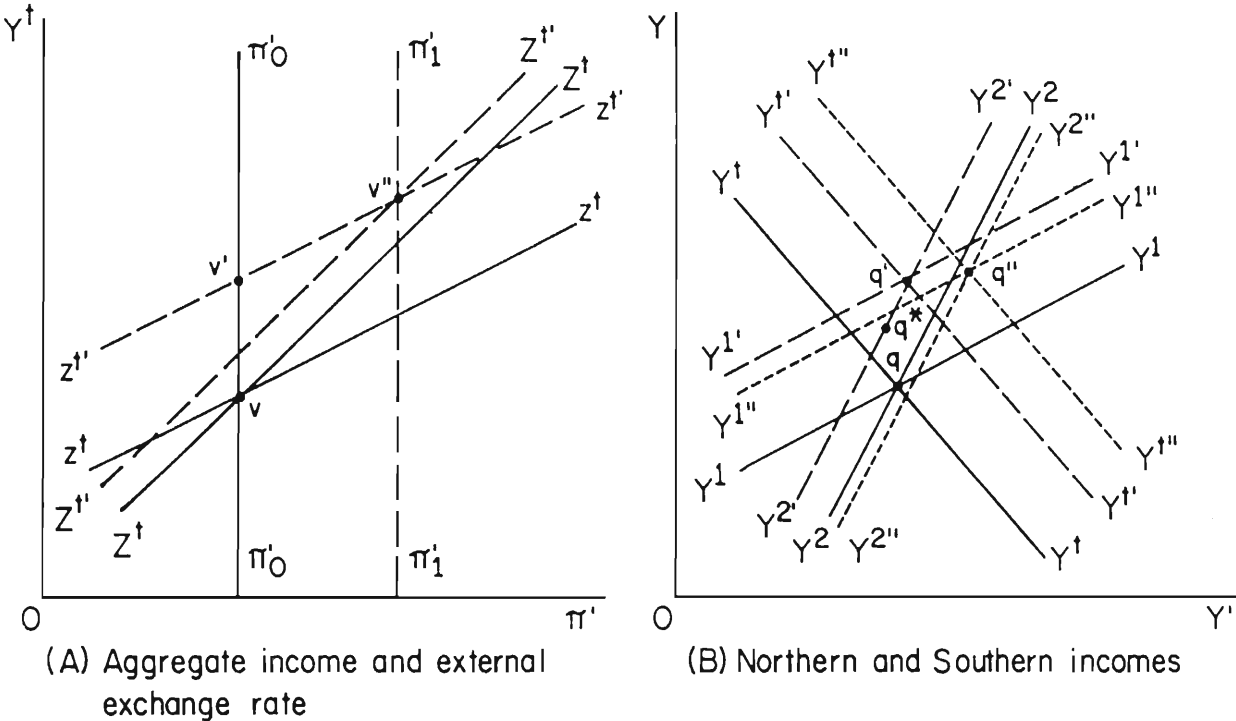 Yᵗ
π'₀
π'₁
Zᵗ'
Zᵗ
zᵗ'
v"
zᵗ
v'
zᵗ'
v
zᵗ
Zᵗ'
Zᵗ
π'₀
π'₁
O
π'
(A) Aggregate income and external
exchange rate
Y
Yᵗ"
Yᵗ'
Y²'
Y²
Y²"
Yᵗ
Y¹'
Y¹"
Y¹
q'
q"
q*
q
Y¹'
Y¹"
Y¹
Yᵗ"
Yᵗ'
Y²'
Y²
Y²"
Yᵗ
O
Y'
(B) Northern and Southern incomes